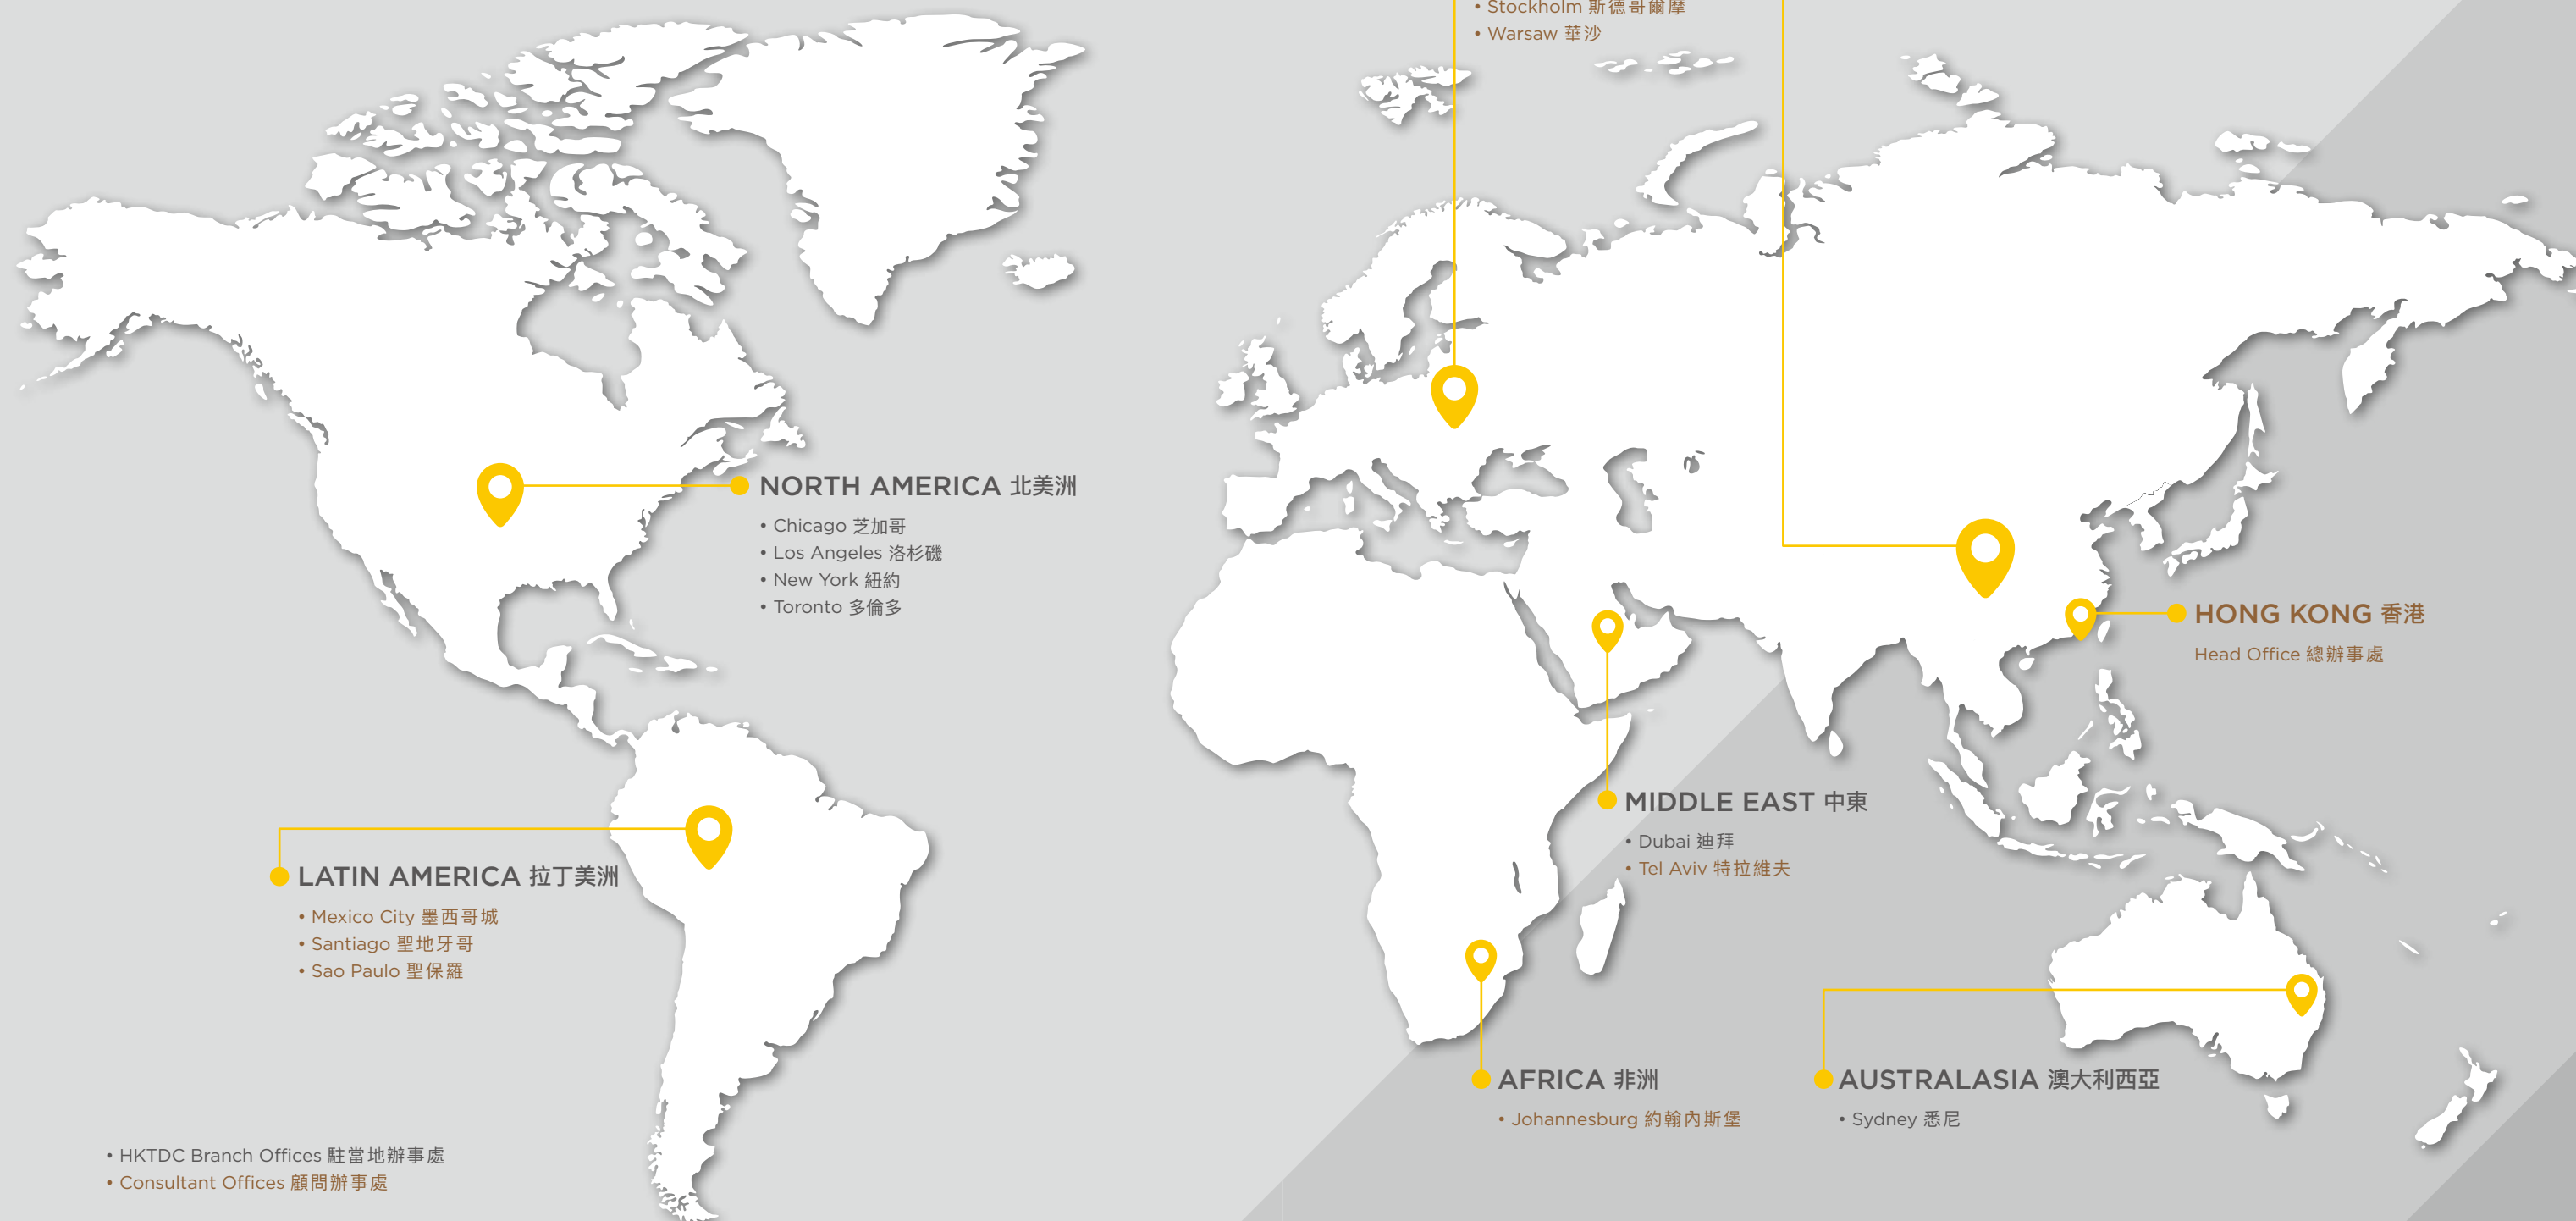 • Stockholm 斯德哥爾摩
• Warsaw 華沙
NORTH AMERICA 北美洲
• Chicago 芝加哥
• Los Angeles 洛杉磯
• New York 紐約
• Toronto 多倫多
HONG KONG 香港
Head Office 總辦事處
MIDDLE EAST 中東
• Dubai 迪拜
• Tel Aviv 特拉維夫
LATIN AMERICA 拉丁美洲
• Mexico City 墨西哥城
• Santiago 聖地牙哥
• Sao Paulo 聖保羅
AFRICA 非洲
• Johannesburg 約翰內斯堡
AUSTRALASIA 澳大利西亞
• Sydney 悉尼
• HKTDC Branch Offices 駐當地辦事處
• Consultant Offices 顧問辦事處